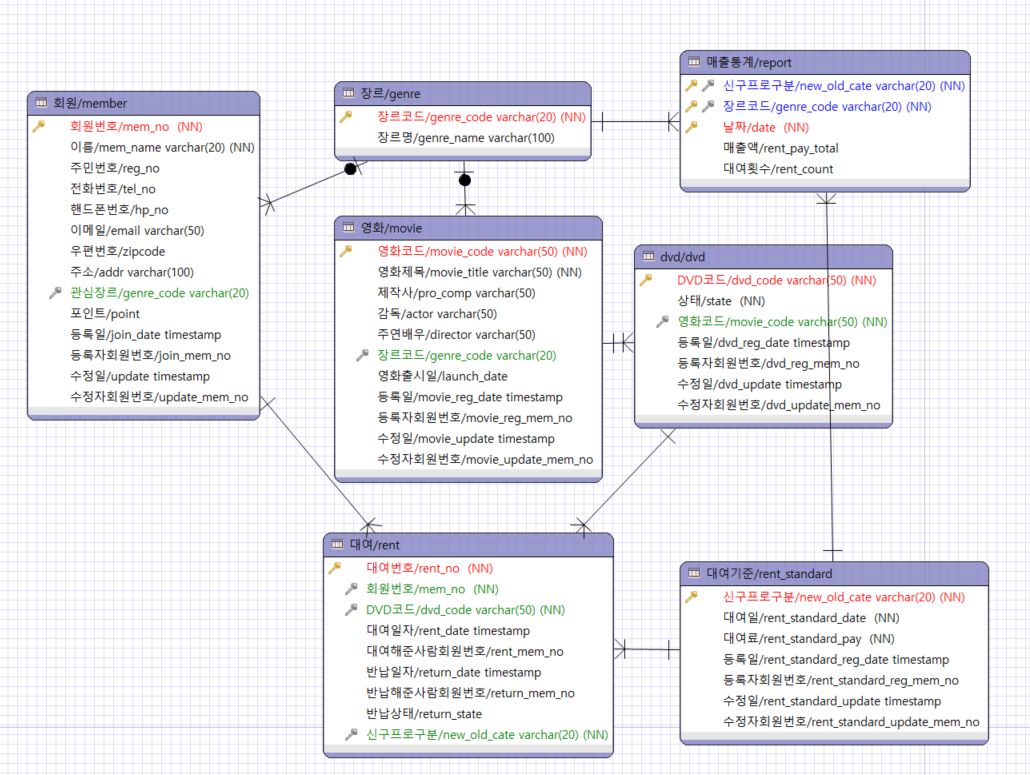 회원/member
회원번호/mem_no (NN)
이름/mem_name varchar(20) (NN)
주민번호/reg_no
전화번호/tel_no
핸드폰번호/hp_no
이메일/email varchar(50)
우편번호/zipcode
주소/addr varchar(100)
관심장르/genre_code varchar(20)
포인트/point
등록일/join_date timestamp
등록자회원번호/join_mem_no
수정일/update timestamp
수정자회원번호/update_mem_no
장르/genre
장르코드/genre_code varchar(20) (NN)
장르명/genre_name varchar(100)
매출통계/report
신구프로구분/new_old_cate varchar(20) (NN)
장르코드/genre_code varchar(20) (NN)
날짜/date (NN)
매출액/rent_pay_total
대여횟수/rent_count
영화/movie
영화코드/movie_code varchar(50) (NN)
영화제목/movie_title varchar(50) (NN)
제작사/pro_comp varchar(50)
감독/actor varchar(50)
주연배우/director varchar(50)
장르코드/genre_code varchar(20)
영화출시일/launch_date
등록일/movie_reg_date timestamp
등록자회원번호/movie_reg_mem_no
수정일/movie_update timestamp
수정자회원번호/movie_update_mem_no
dvd/dvd
DVD코드/dvd_code varchar(50) (NN)
상태/state (NN)
영화코드/movie_code varchar(50) (NN)
등록일/dvd_reg_date timestamp
등록자회원번호/dvd_reg_mem_no
수정일/dvd_update timestamp
수정자회원번호/dvd_update_mem_no
대여/rent
대여번호/rent_no (NN)
회원번호/mem_no (NN)
DVD코드/dvd_code varchar(50) (NN)
대여일자/rent_date timestamp
대여해준사람회원번호/rent_mem_no
반납일자/return_date timestamp
반납해준사람회원번호/return_mem_no
반납상태/return_state
신구프로구분/new_old_cate varchar(20) (NN)
대여기준/rent_standard
신구프로구분/new_old_cate varchar(20) (NN)
대여일/rent_standard_date (NN)
대여료/rent_standard_pay (NN)
등록일/rent_standard_reg_date timestamp
등록자회원번호/rent_standard_reg_mem_no
수정일/rent_standard_update timestamp
수정자회원번호/rent_standard_update_mem_no